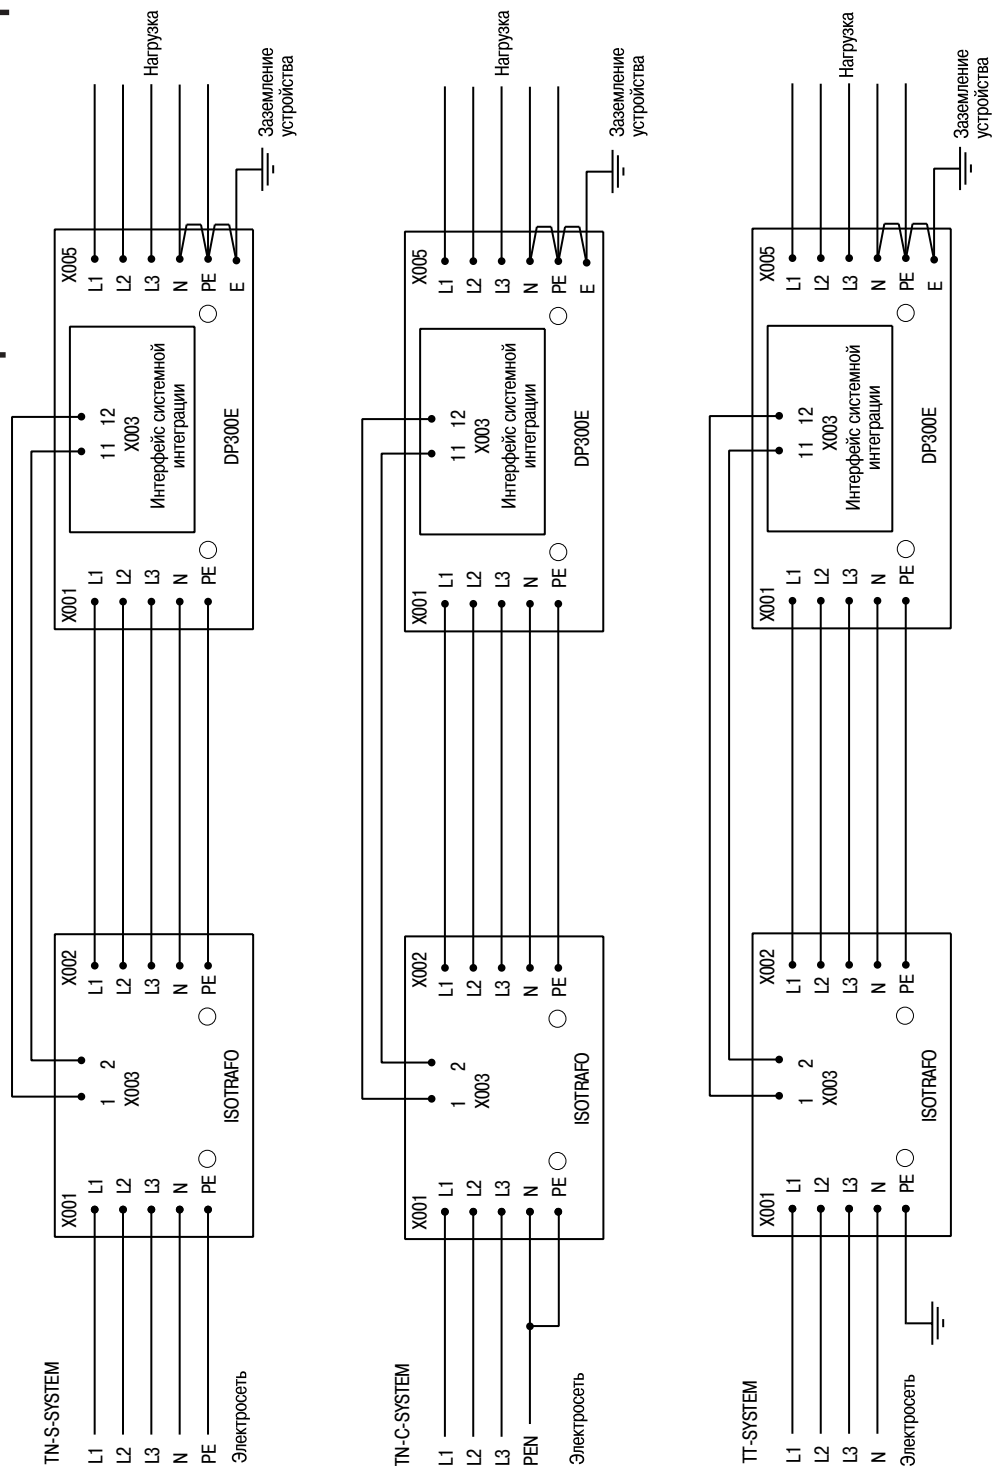 TN-S-SYSTEM
L1
L2
L3
N
PE
Электросеть
X001
L1
L2
L3
N
PE
1 2
X003
ISOTRAFO
X002
L1
L2
L3
N
PE
X001
L1
L2
L3
N
PE
11 12
X003
Интерфейс системной
интеграции
DP300E
X005
L1
L2
L3
N
PE
E
Нагрузка
Заземление
устройства
TN-C-SYSTEM
L1
L2
L3
PEN
Электросеть
X001
L1
L2
L3
N
PE
1 2
X003
ISOTRAFO
X002
L1
L2
L3
N
PE
X001
L1
L2
L3
N
PE
11 12
X003
Интерфейс системной
интеграции
DP300E
X005
L1
L2
L3
N
PE
E
Нагрузка
Заземление
устройства
TT-SYSTEM
L1
L2
L3
N
Электросеть
X001
L1
L2
L3
N
PE
1 2
X003
ISOTRAFO
X002
L1
L2
L3
N
PE
X001
L1
L2
L3
N
PE
11 12
X003
Интерфейс системной
интеграции
DP300E
X005
L1
L2
L3
N
PE
E
Нагрузка
Заземление
устройства